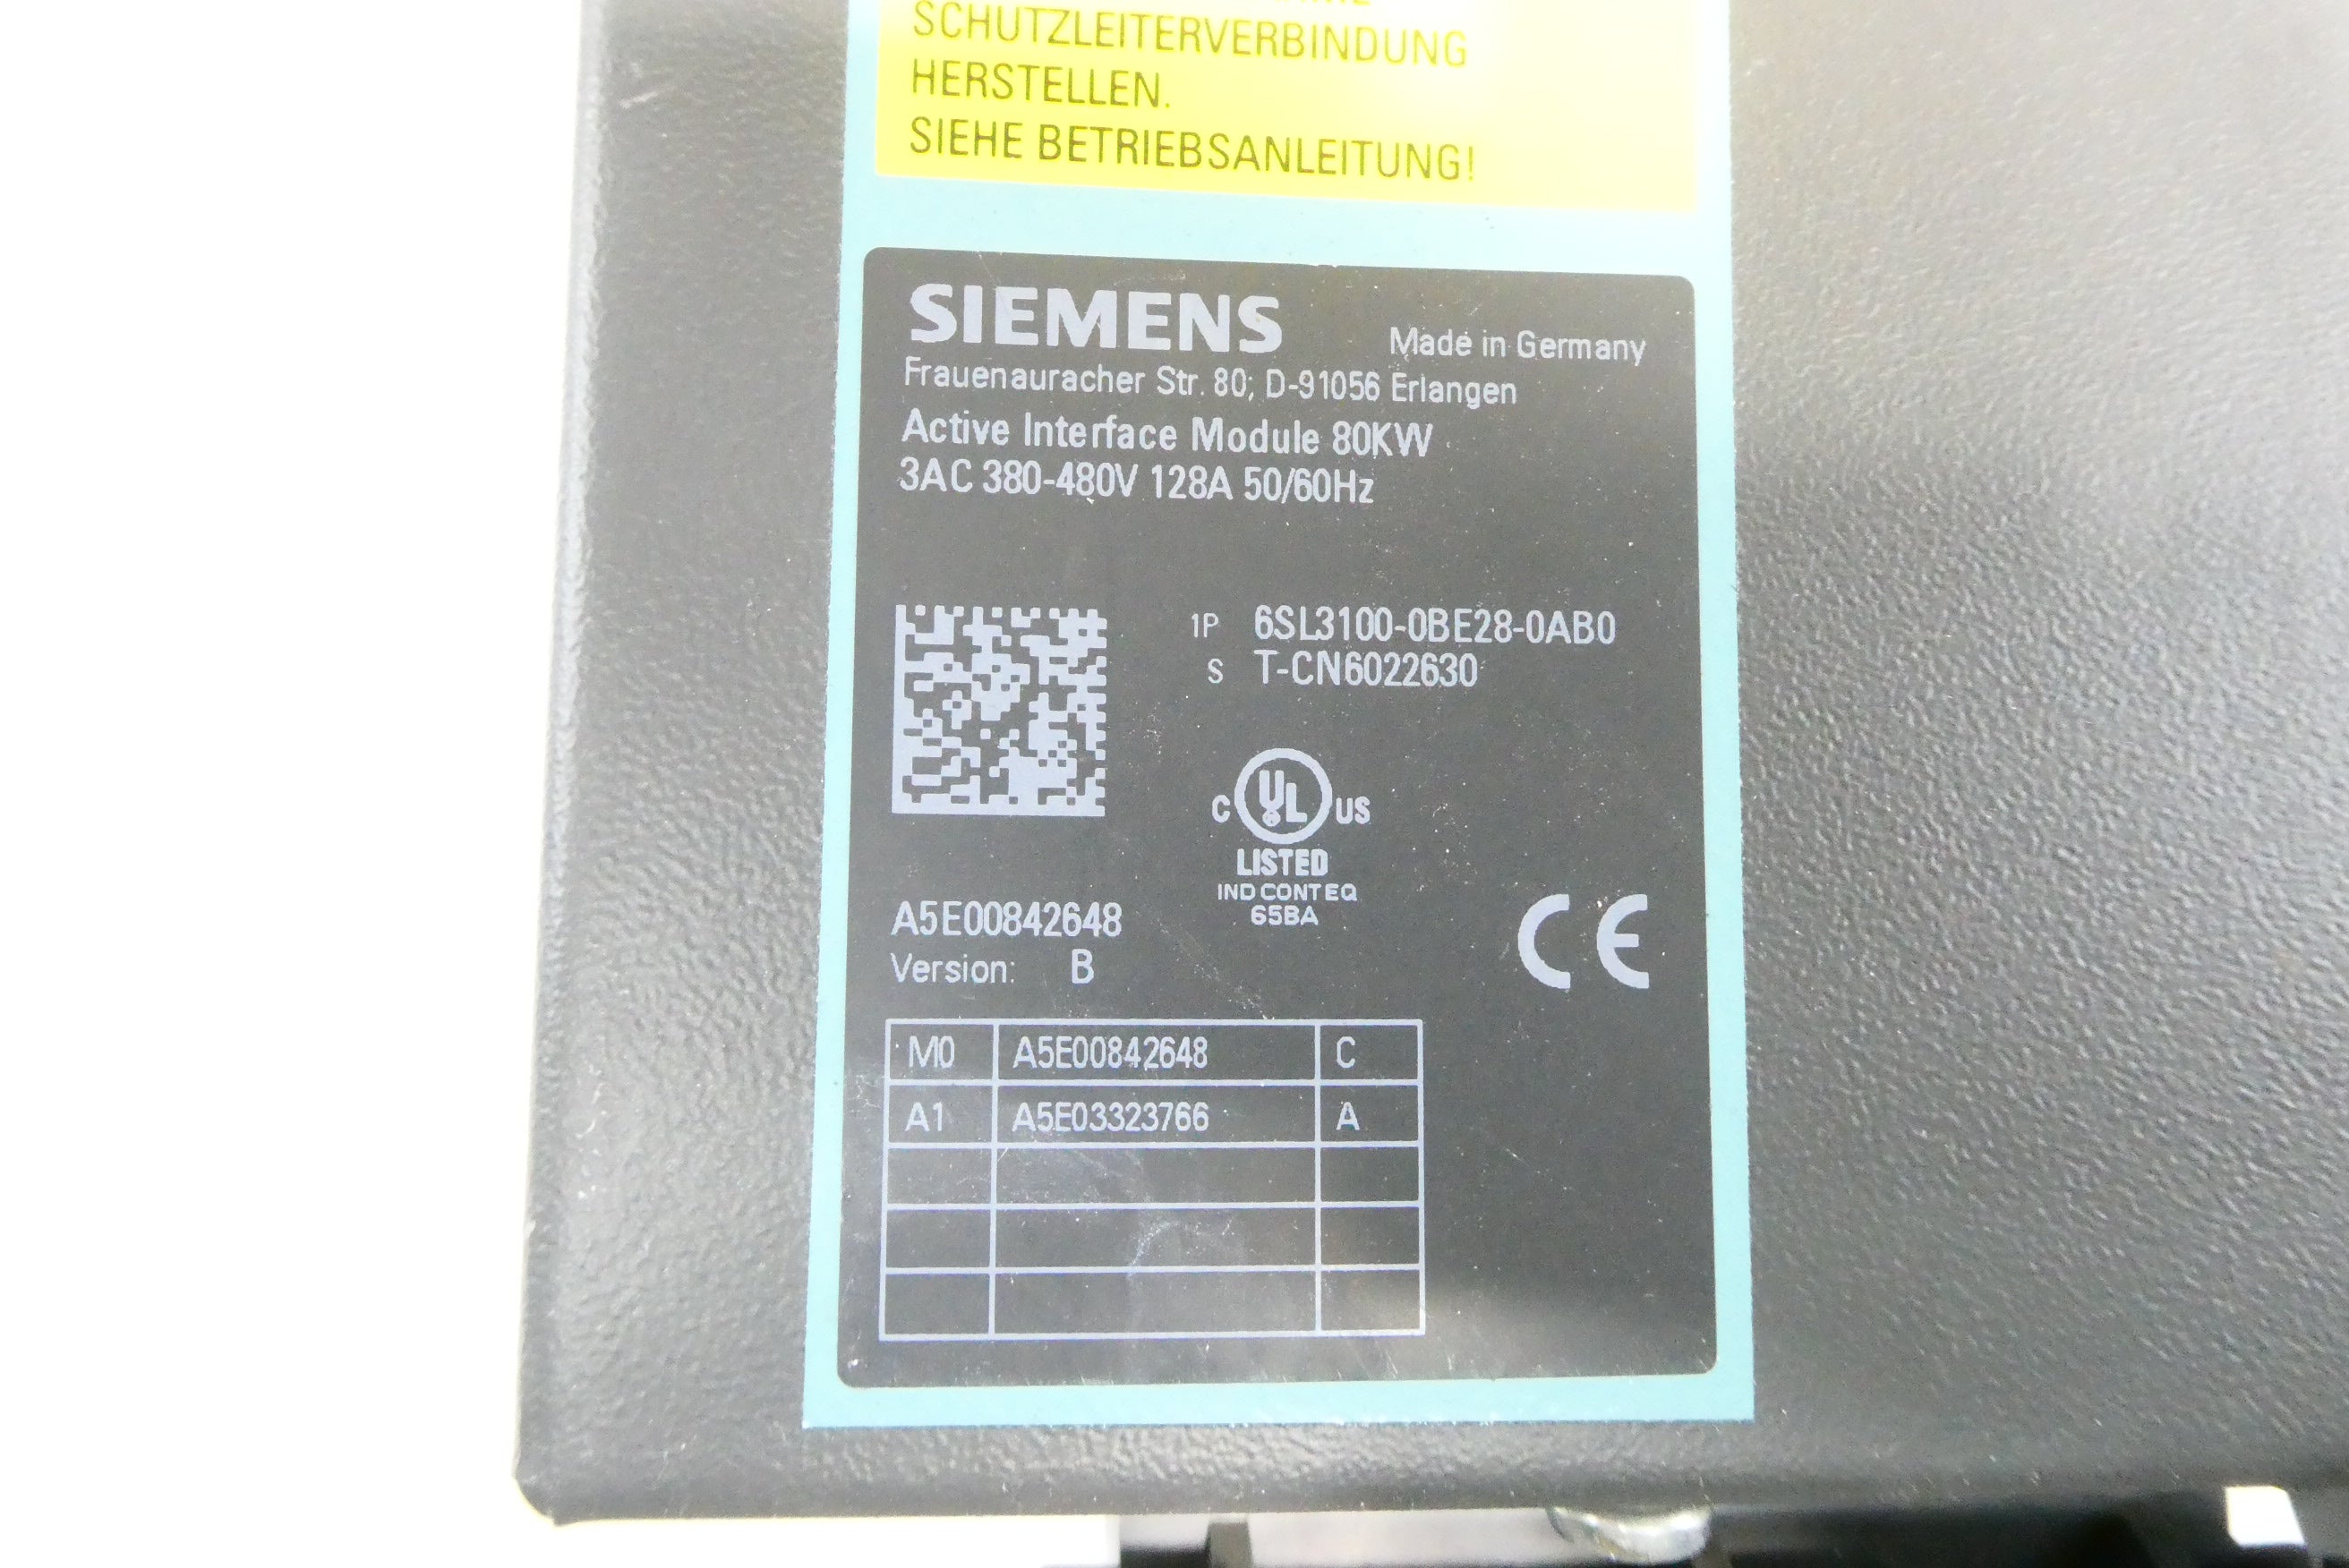 SCHUTZLEITERVERBINDUNG
HERSTELLEN.
SIEHE BETRIEBSANLEITUNG!
SIEMENS Made in Germany
Frauenauracher Str. 80; D-91056 Erlangen
Active Interface Module 80KW
3AC 380-480V 128A 50/60Hz
1P 6SL3100-0BE28-0AB0
S T-CN6022630
C UL US
LISTED
IND CONT EQ
65BA
A5E00842648
Version: B
CE
M0 A5E00842648 C
A1 A5E03323766 A